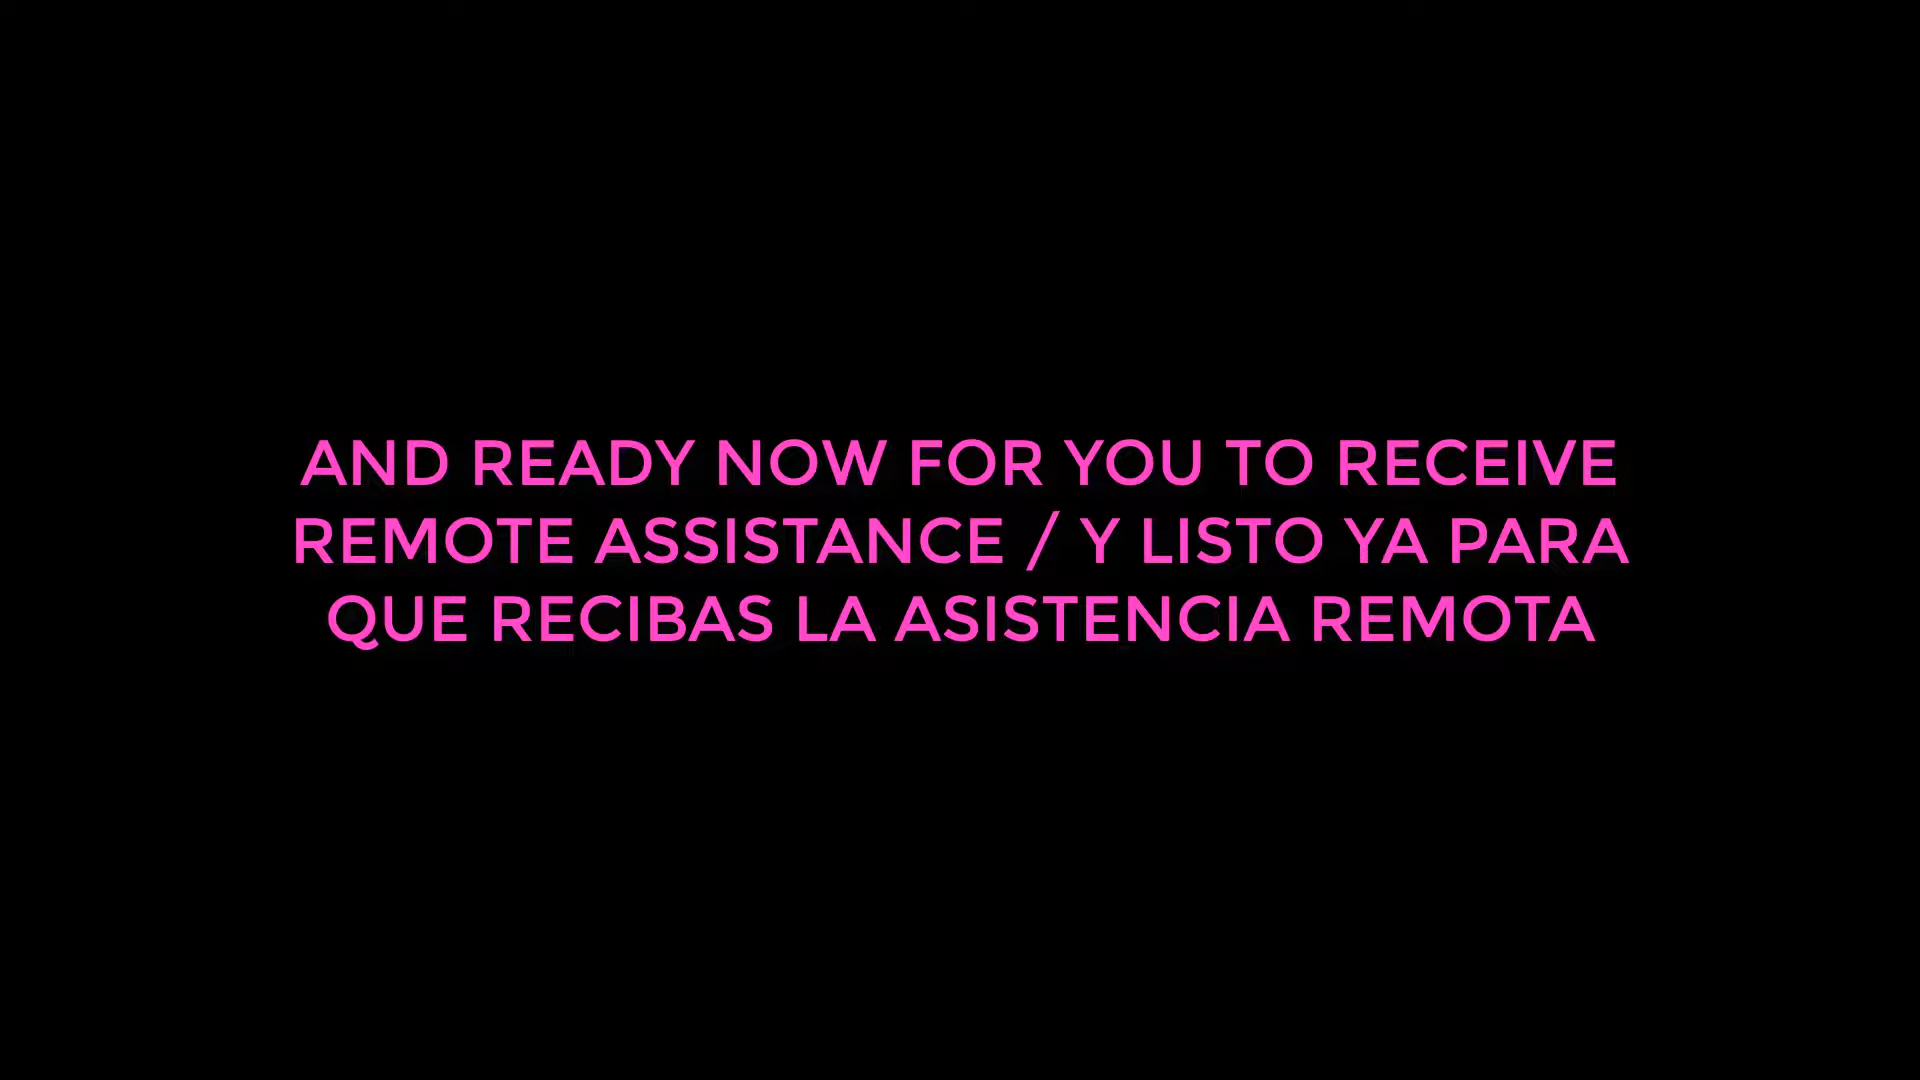 AND READY NOW FOR YOU TO RECEIVE
REMOTE ASSISTANCE / Y LISTO YA PARA
QUE RECIBAS LA ASISTENCIA REMOTA